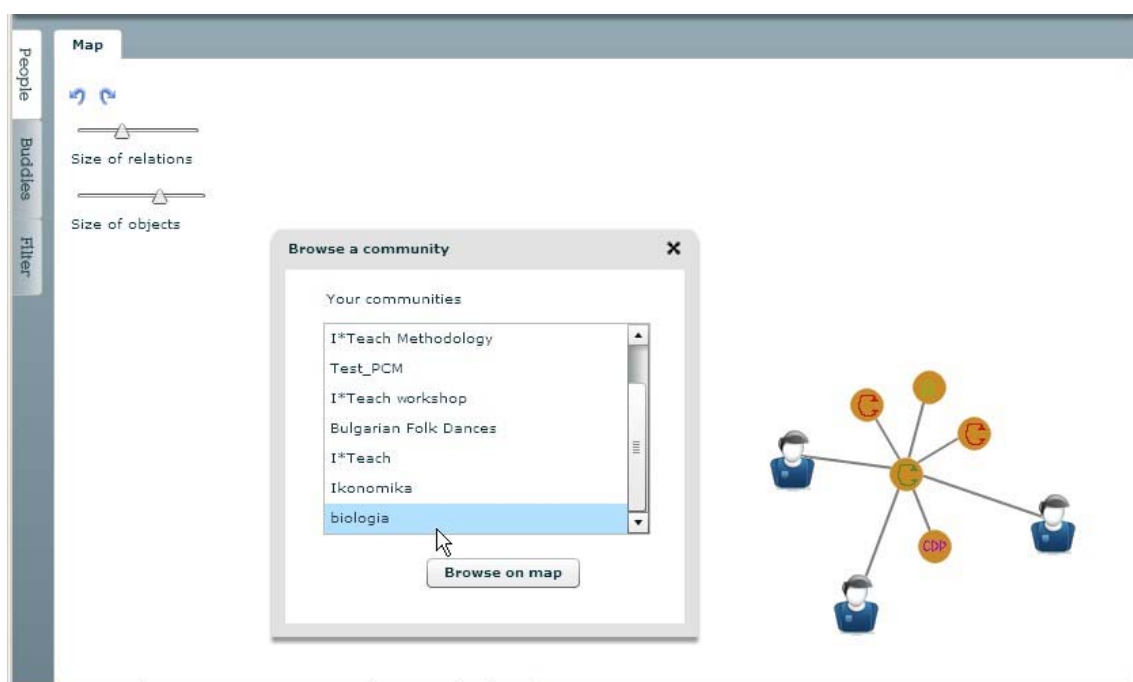 Map
People
Buddies
Filter
Size of relations
Size of objects
Browse a community
Your communities
I*Teach Methodology
Test_PCM
I*Teach workshop
Bulgarian Folk Dances
I*Teach
Ikonomika
biologia
Browse on map
CDP